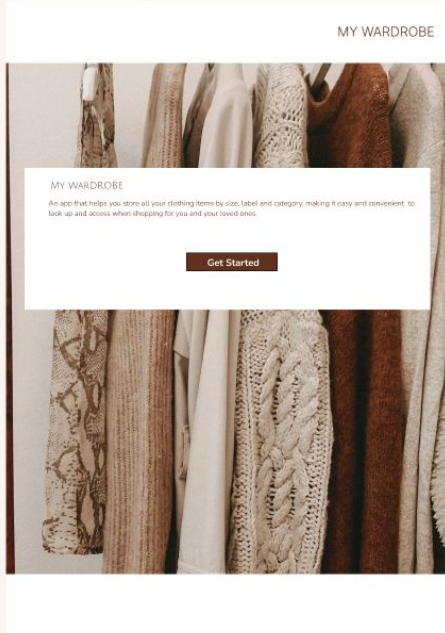 MY WARDROBE
MY WARDROBE
An app that helps you store all your clothing items by size, label and category, making it easy and convenient to
look up and access when shopping for you and your loved ones.
Get Started